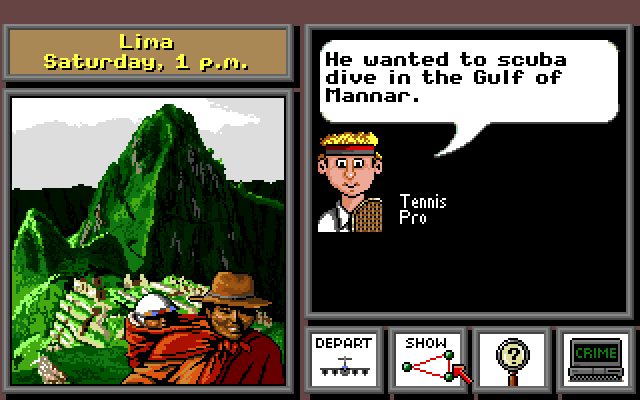 Lima
Saturday, 1 p.m.
He wanted to scuba
dive in the Gulf of
Mannar.
Tennis
Pro
DEPART
SHOW
?
CRIME